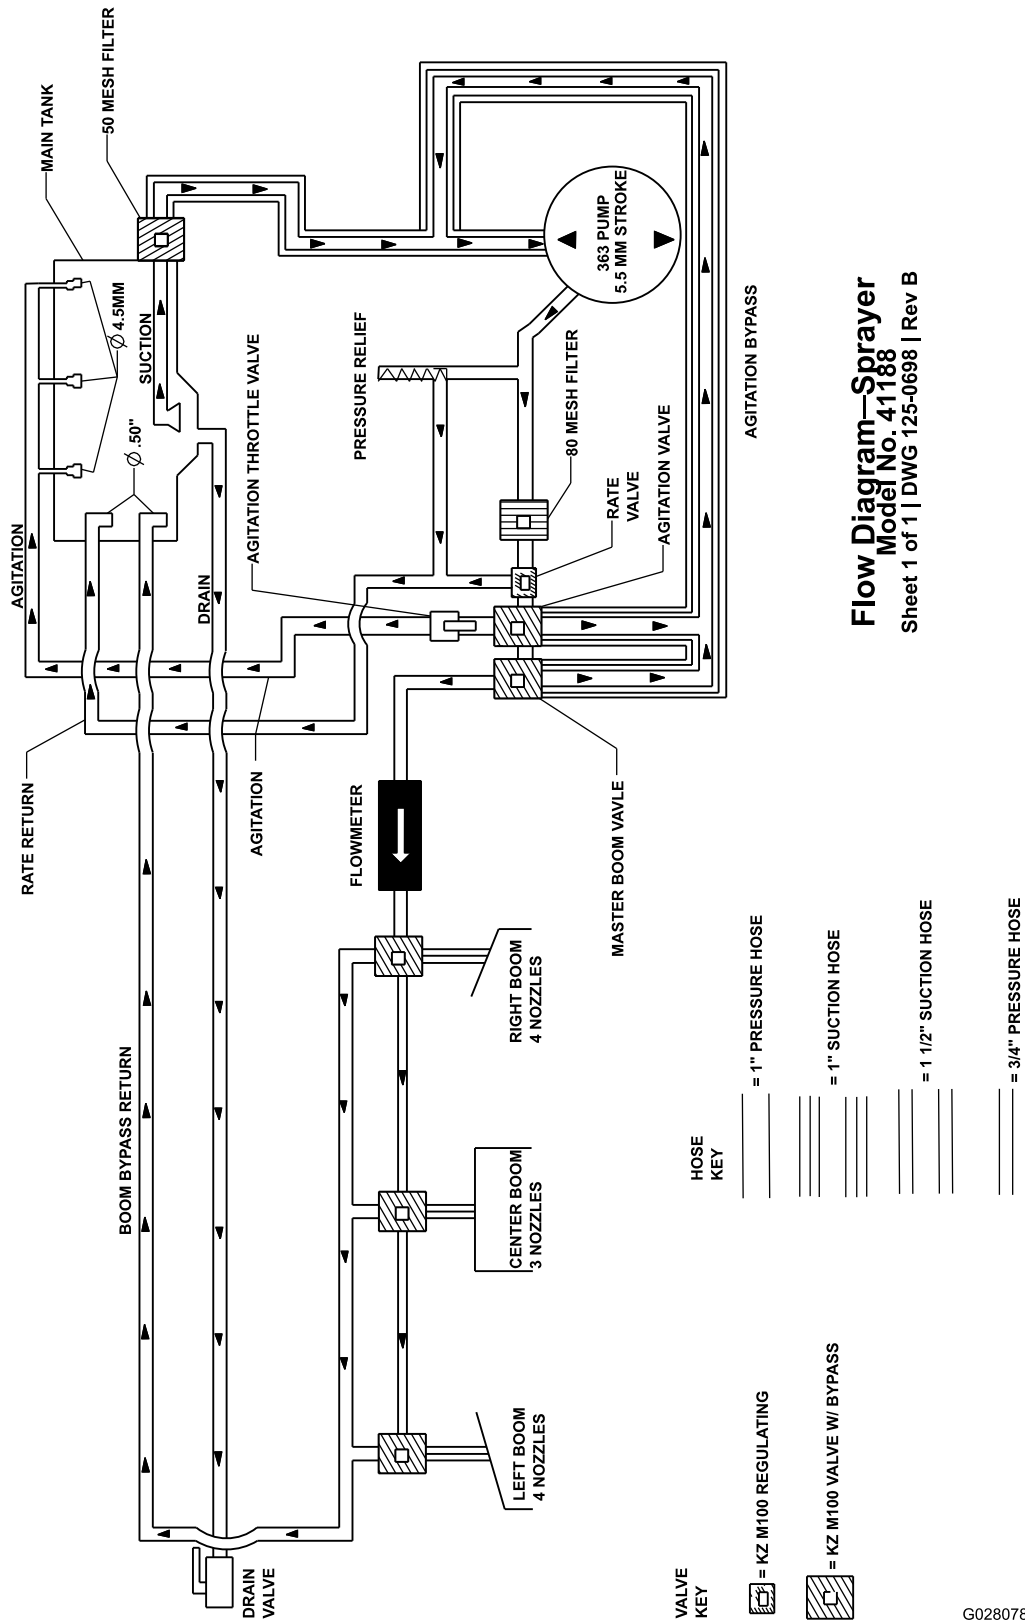 AGITATION
MAIN TANK
50 MESH FILTER
4.5MM
SUCTION
.50"
RATE RETURN
DRAIN
AGITATION THROTTLE VALVE
PRESSURE RELIEF
363 PUMP
5.5 MM STROKE
80 MESH FILTER
RATE
VALVE
AGITATION VALVE
AGITATION BYPASS
AGITATION
FLOWMETER
MASTER BOOM VAVLE
BOOM BYPASS RETURN
RIGHT BOOM
4 NOZZLES
CENTER BOOM
3 NOZZLES
LEFT BOOM
4 NOZZLES
DRAIN
VALVE
HOSE
KEY
= 1" PRESSURE HOSE
= 1" SUCTION HOSE
= 1 1/2" SUCTION HOSE
= 3/4" PRESSURE HOSE
VALVE
KEY
= KZ M100 REGULATING
= KZ M100 VALVE W/ BYPASS
Flow Diagram—Sprayer
Model No. 41188
Sheet 1 of 1 | DWG 125-0698 | Rev B
G028078